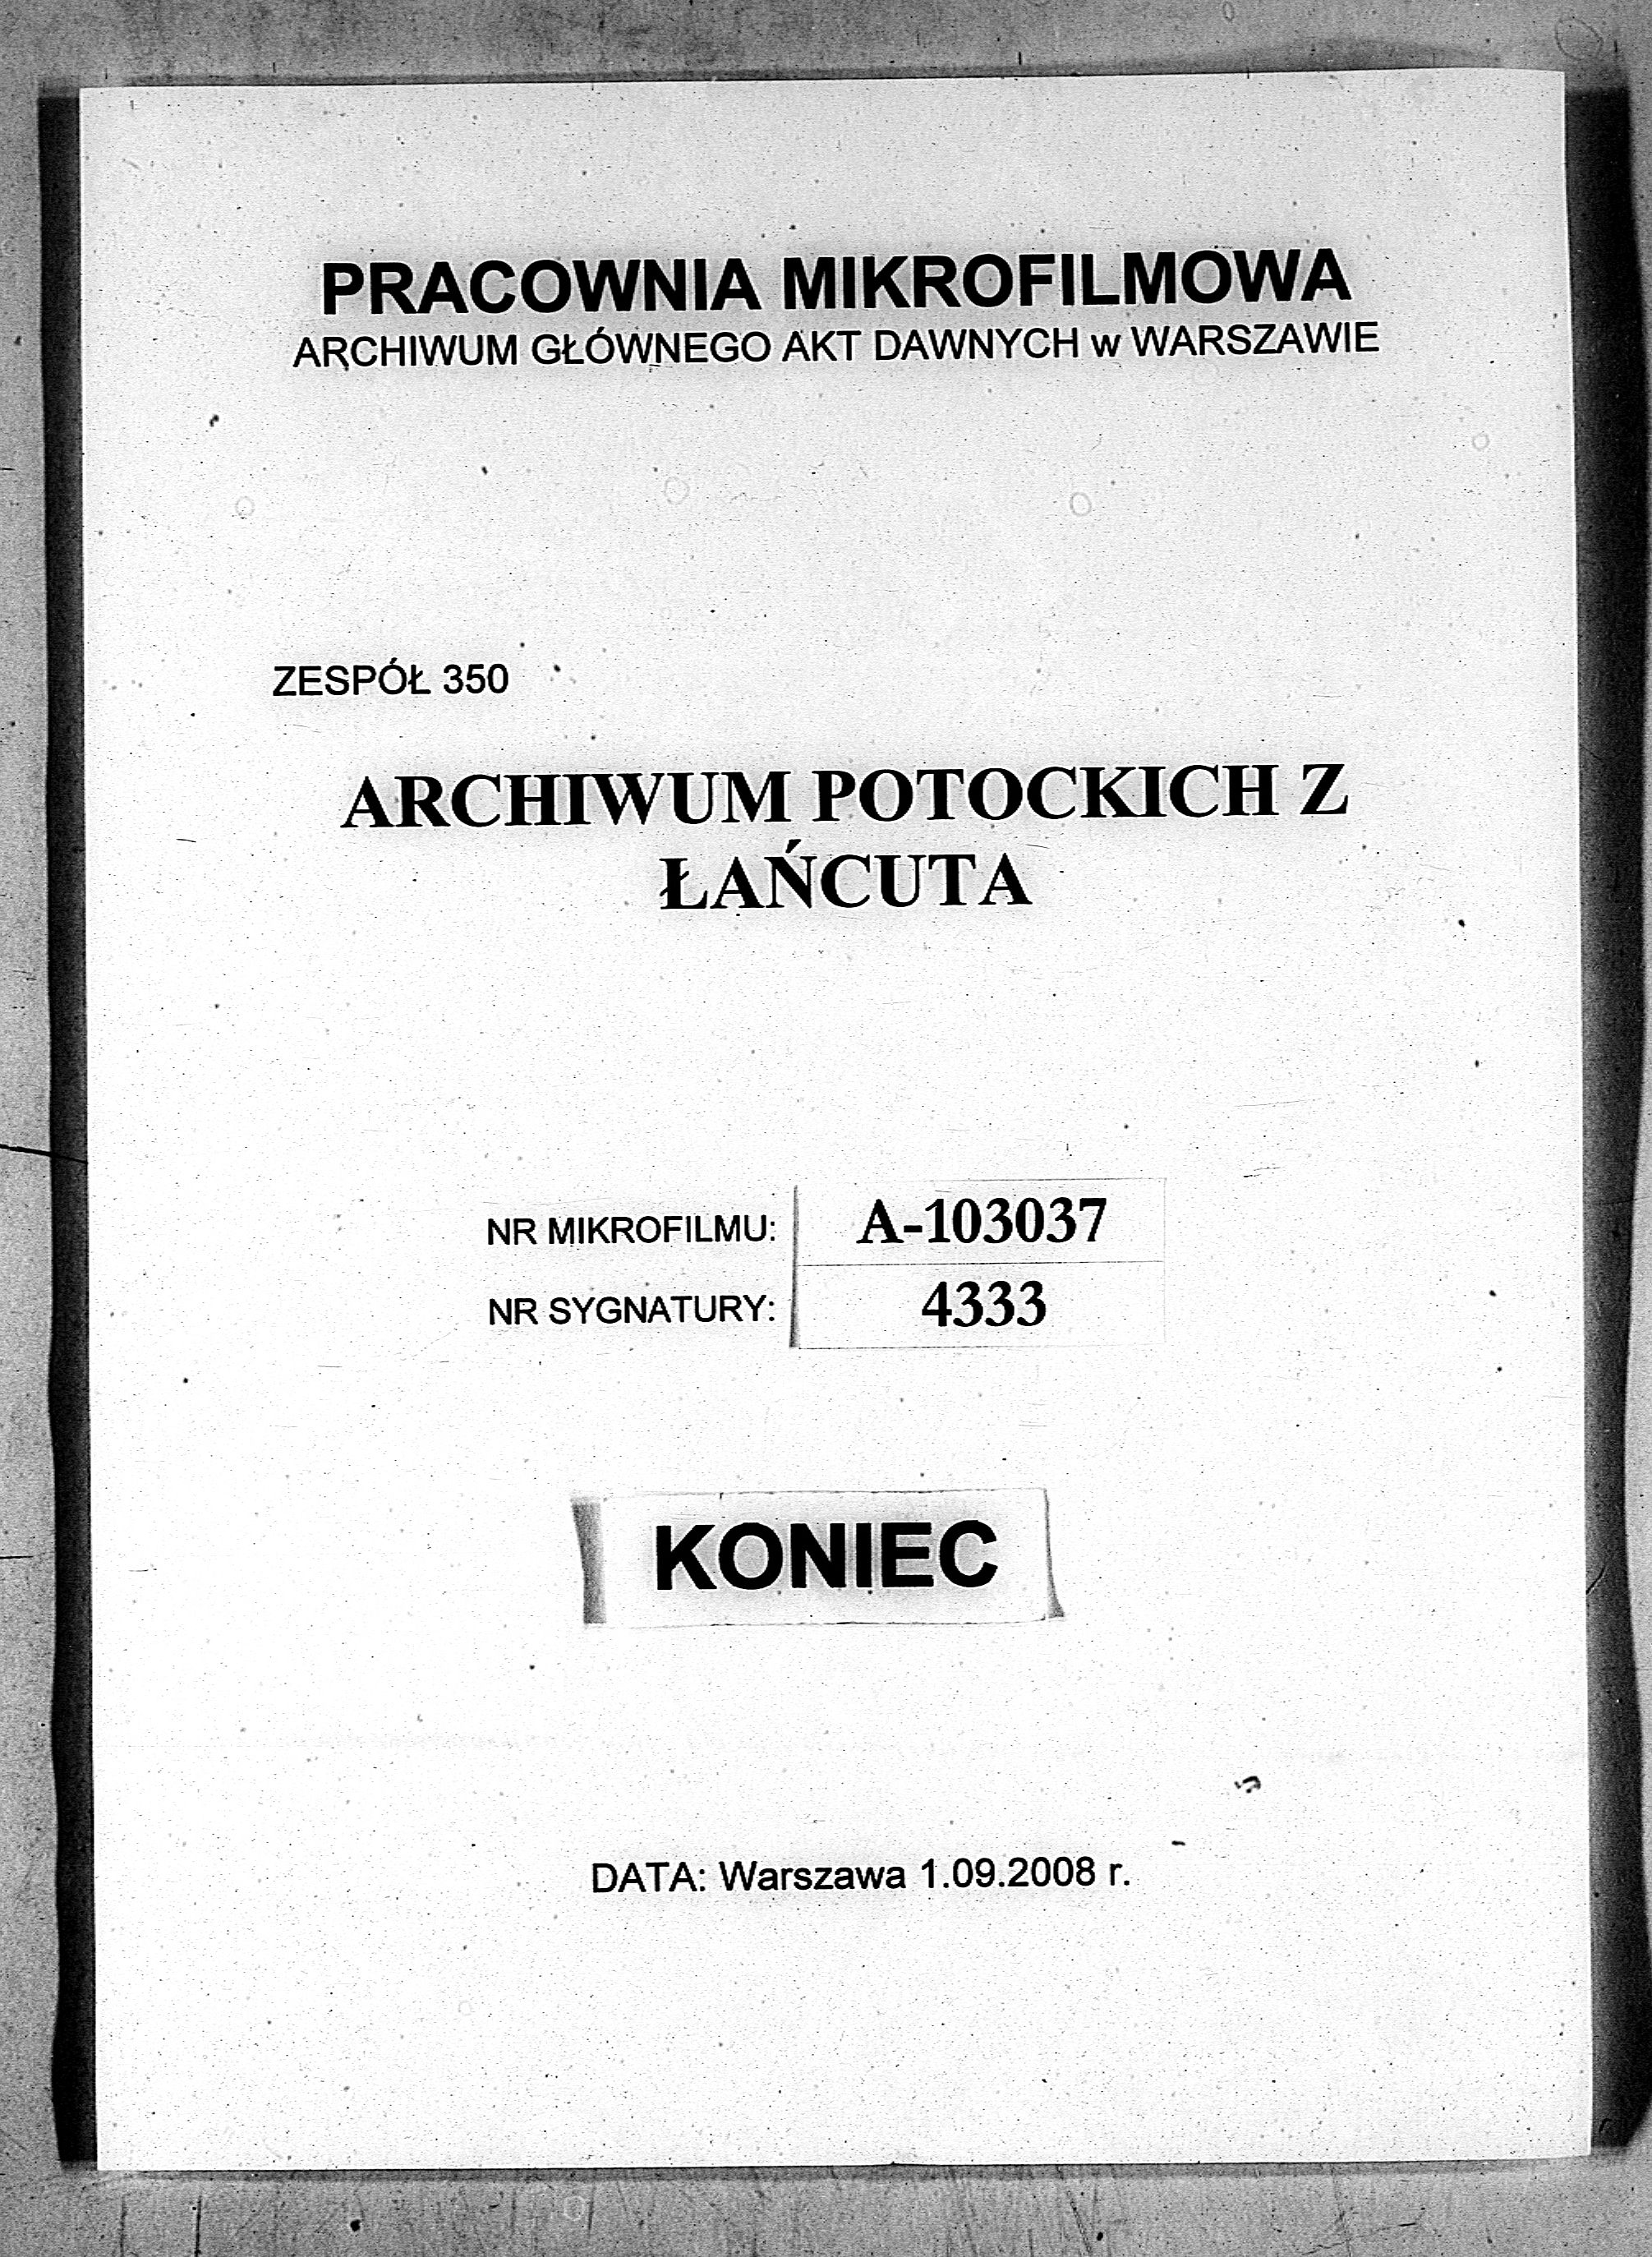 PRACOWNIA MIKROFILMOWA
ARCHIWUM GŁÓWNEGO AKT DAWNYCH w WARSZAWIE
ZESPÓŁ 350
ARCHIWUM POTOCKICH Z
ŁAŃCUTA
NR MIKROFILMU: A-103037
NR SYGNATURY: 4333
KONIEC
DATA: Warszawa 1.09.2008 r.